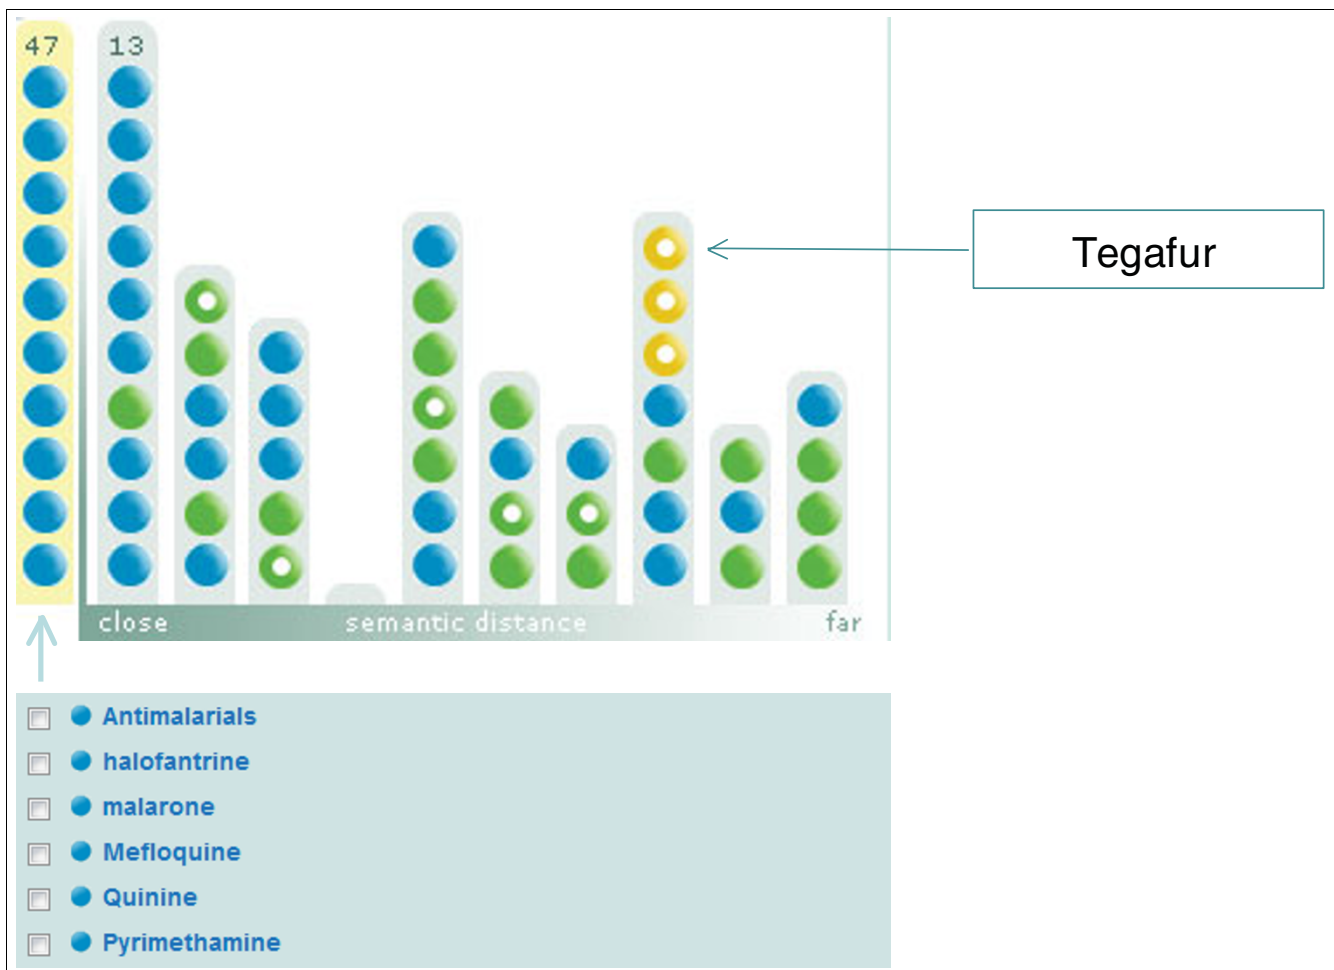 47
13
Tegafur
close
semantic distance
far
Antimalarials
halofantrine
malarone
Mefloquine
Quinine
Pyrimethamine